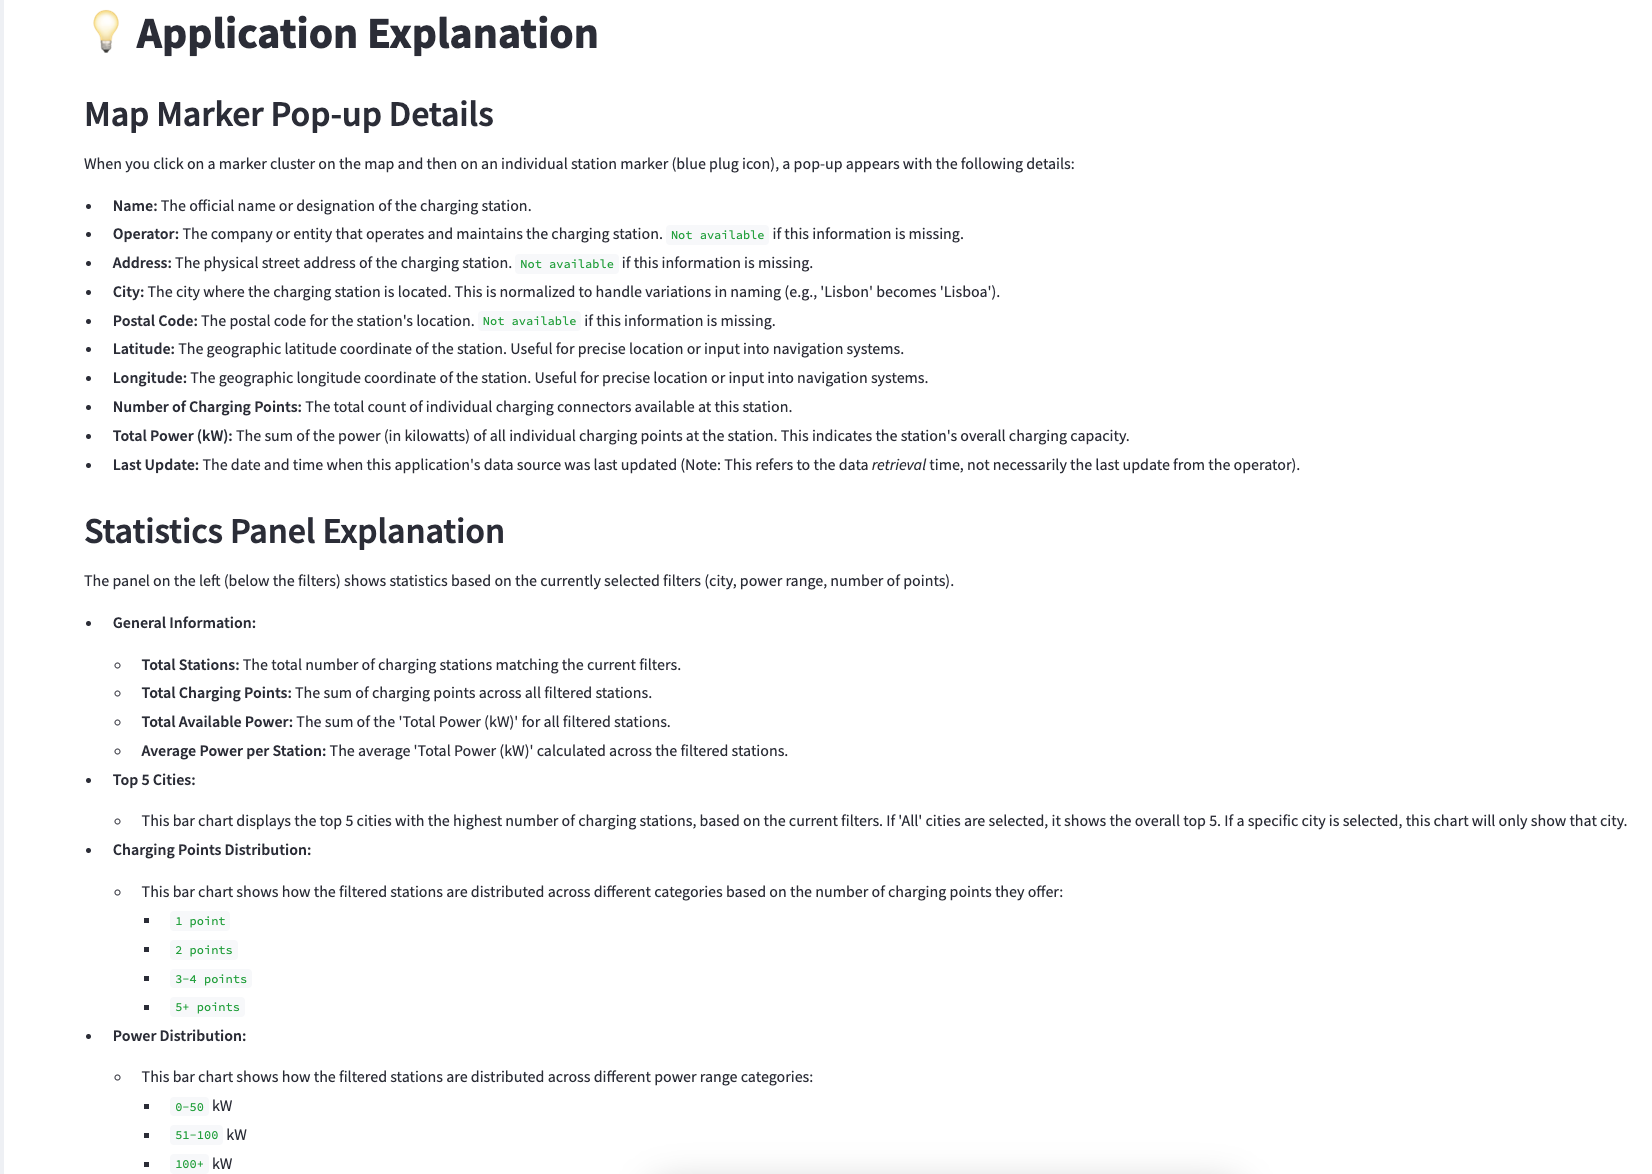 Application Explanation
Map Marker Pop-up Details
When you click on a marker cluster on the map and then on an individual station marker (blue plug icon), a pop-up appears with the following details:
Name: The official name or designation of the charging station.
Operator: The company or entity that operates and maintains the charging station. Not available if this information is missing.
Address: The physical street address of the charging station. Not available if this information is missing.
City: The city where the charging station is located. This is normalized to handle variations in naming (e.g., 'Lisbon' becomes 'Lisboa').
Postal Code: The postal code for the station's location. Not available if this information is missing.
Latitude: The geographic latitude coordinate of the station. Useful for precise location or input into navigation systems.
Longitude: The geographic longitude coordinate of the station. Useful for precise location or input into navigation systems.
Number of Charging Points: The total count of individual charging connectors available at this station.
Total Power (kW): The sum of the power (in kilowatts) of all individual charging points at the station. This indicates the station's overall charging capacity.
Last Update: The date and time when this application's data source was last updated (Note: This refers to the data retrieval time, not necessarily the last update from the operator).
Statistics Panel Explanation
The panel on the left (below the filters) shows statistics based on the currently selected filters (city, power range, number of points).
General Information:
Total Stations: The total number of charging stations matching the current filters.
Total Charging Points: The sum of charging points across all filtered stations.
Total Available Power: The sum of the 'Total Power (kW)' for all filtered stations.
Average Power per Station: The average 'Total Power (kW)' calculated across the filtered stations.
Top 5 Cities:
This bar chart displays the top 5 cities with the highest number of charging stations, based on the current filters. If 'All' cities are selected, it shows the overall top 5. If a specific city is selected, this chart will only show that city.
Charging Points Distribution:
This bar chart shows how the filtered stations are distributed across different categories based on the number of charging points they offer:
1 point
2 points
3-4 points
5+ points
Power Distribution:
This bar chart shows how the filtered stations are distributed across different power range categories:
0-50 kW
51-100 kW
100+ kW